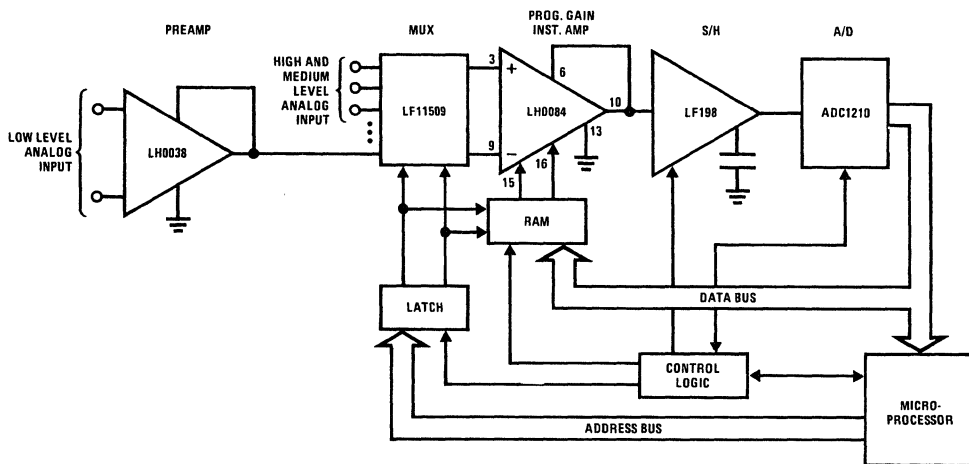 PREAMP
MUX
PROG. GAIN
INST. AMP
S/H
A/D
HIGH AND
MEDIUM
LEVEL
ANALOG
INPUT
3
6
10
13
9
16
15
LF11509
LH0084
LF198
ADC1210
LOW LEVEL
ANALOG
INPUT
LH0038
RAM
LATCH
DATA BUS
CONTROL
LOGIC
ADDRESS BUS
MICRO-
PROCESSOR